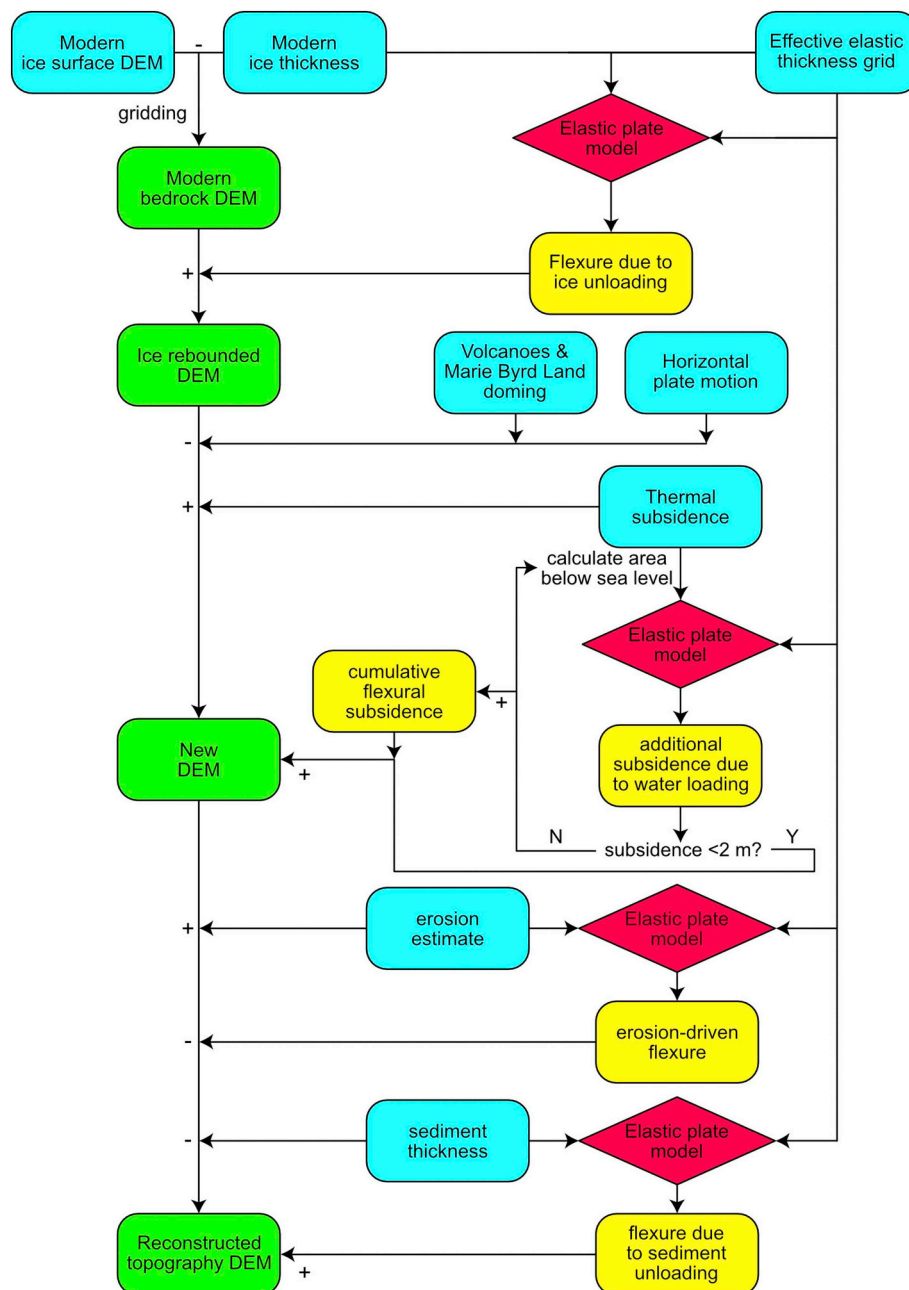 Modern
ice surface DEM
-
Modern
ice thickness
Effective elastic
thickness grid
gridding
Elastic plate
model
Modern
bedrock DEM
+
Flexure due to
ice unloading
Ice rebounded
DEM
Volcanoes &
Marie Byrd Land
doming
Horizontal
plate motion
-
+
Thermal
subsidence
calculate area
below sea level
Elastic plate
model
cumulative
flexural
subsidence
+
New
DEM
+
additional
subsidence due
to water loading
N
subsidence <2 m?
Y
+
erosion
estimate
Elastic plate
model
-
erosion-driven
flexure
-
sediment
thickness
Elastic plate
model
Reconstructed
topography DEM
+
flexure due
to sediment
unloading